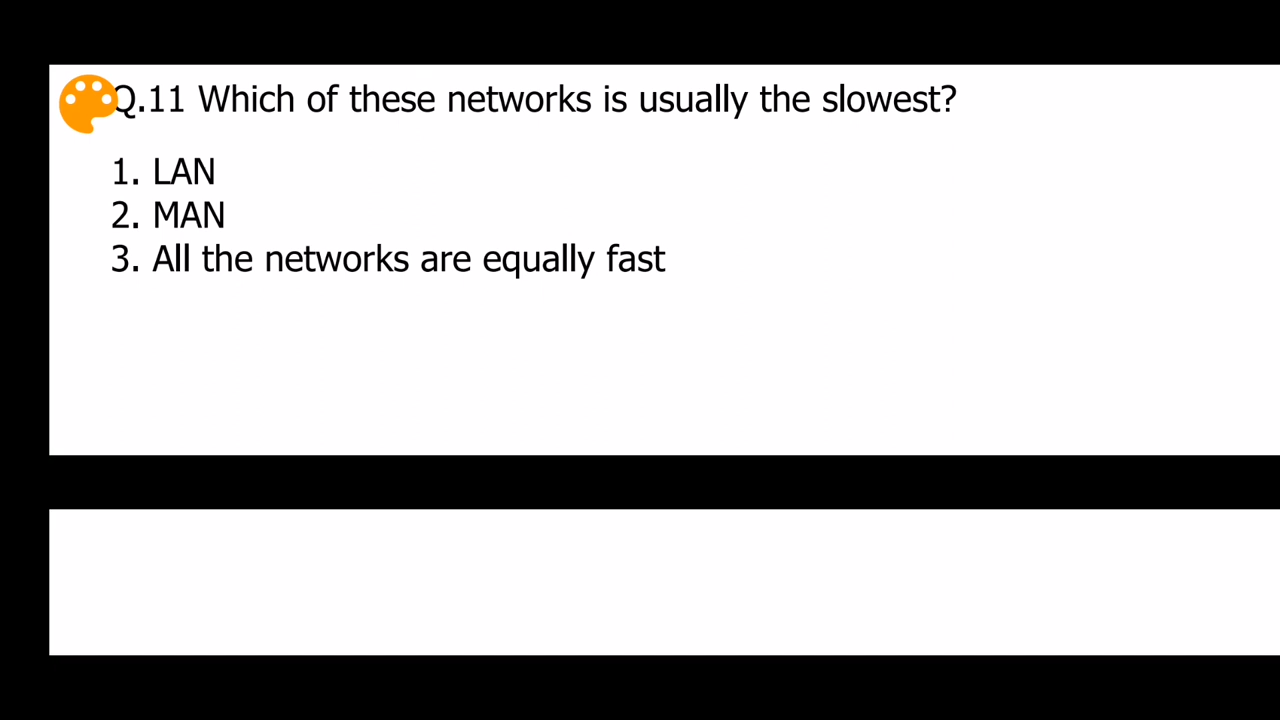 Q.11 Which of these networks is usually the slowest?
1. LAN
2. MAN
3. All the networks are equally fast